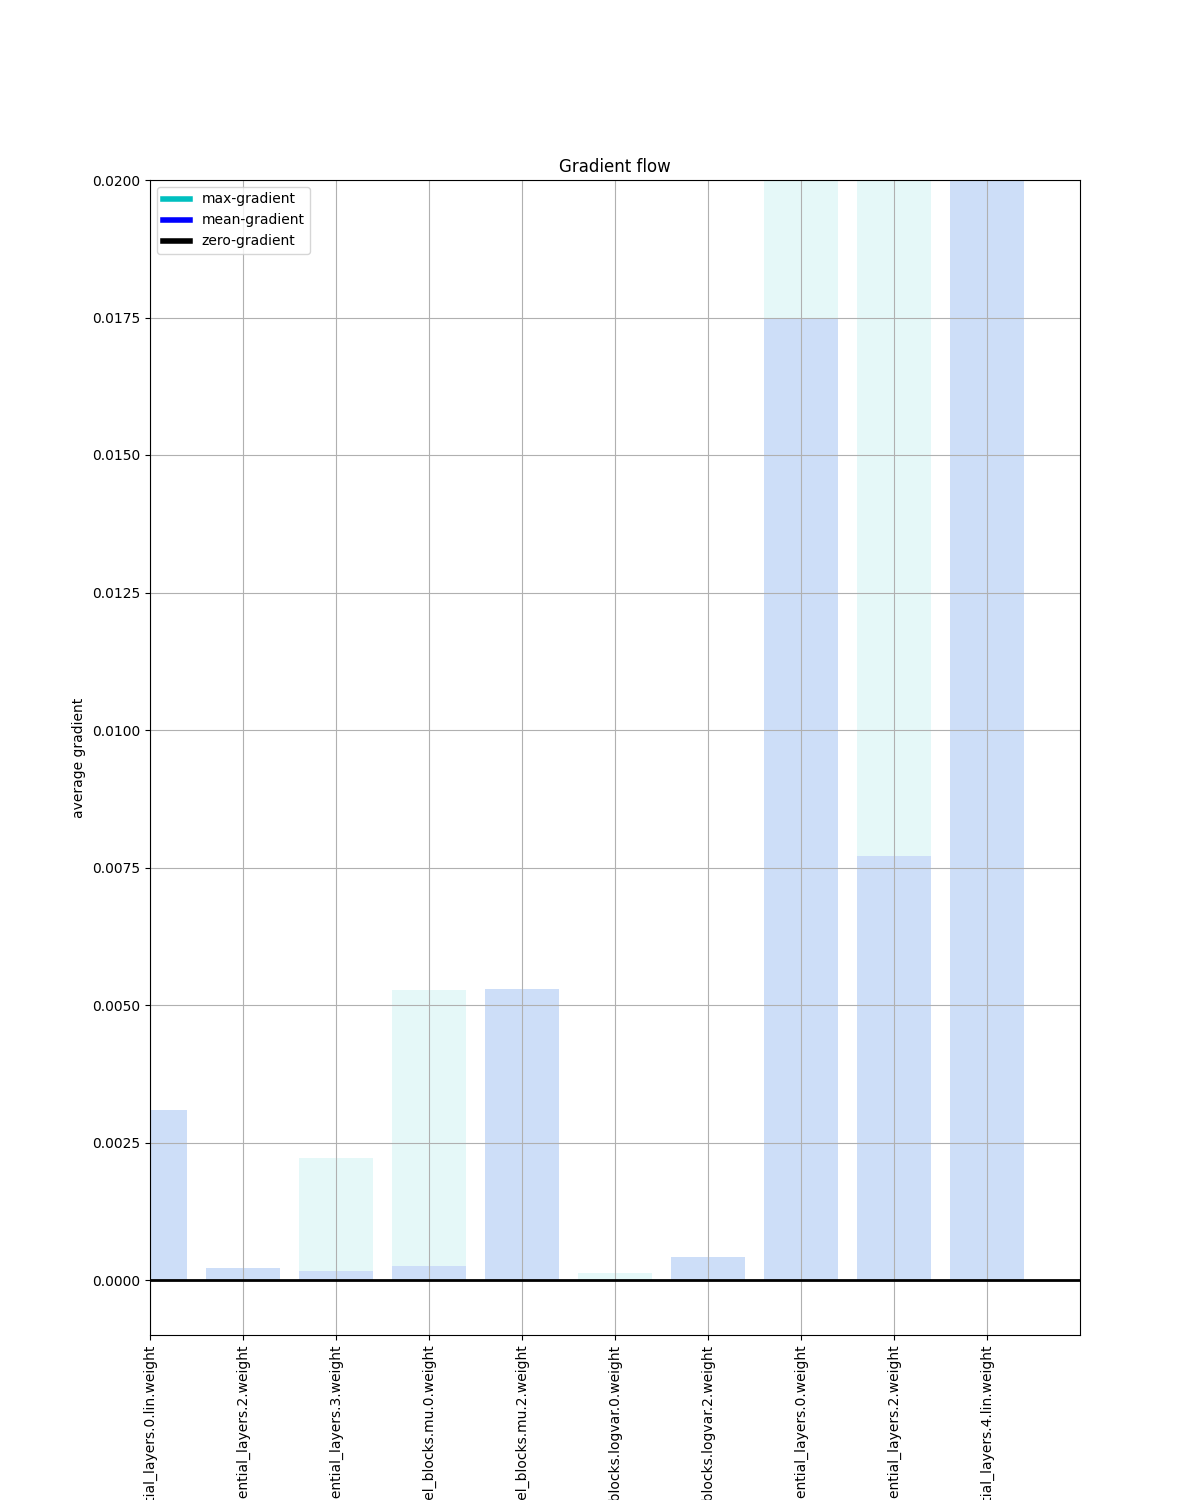 Gradient flow
max-gradient
mean-gradient
zero-gradient
0.0200
0.0175
0.0150
0.0125
0.0100
0.0075
0.0050
0.0025
0.0000
average gradient
tial_layers.0.lin.weight
ential_layers.2.weight
ential_layers.3.weight
el_blocks.mu.0.weight
el_blocks.mu.2.weight
blocks.logvar.0.weight
blocks.logvar.2.weight
ential_layers.0.weight
ential_layers.2.weight
tial_layers.4.lin.weight